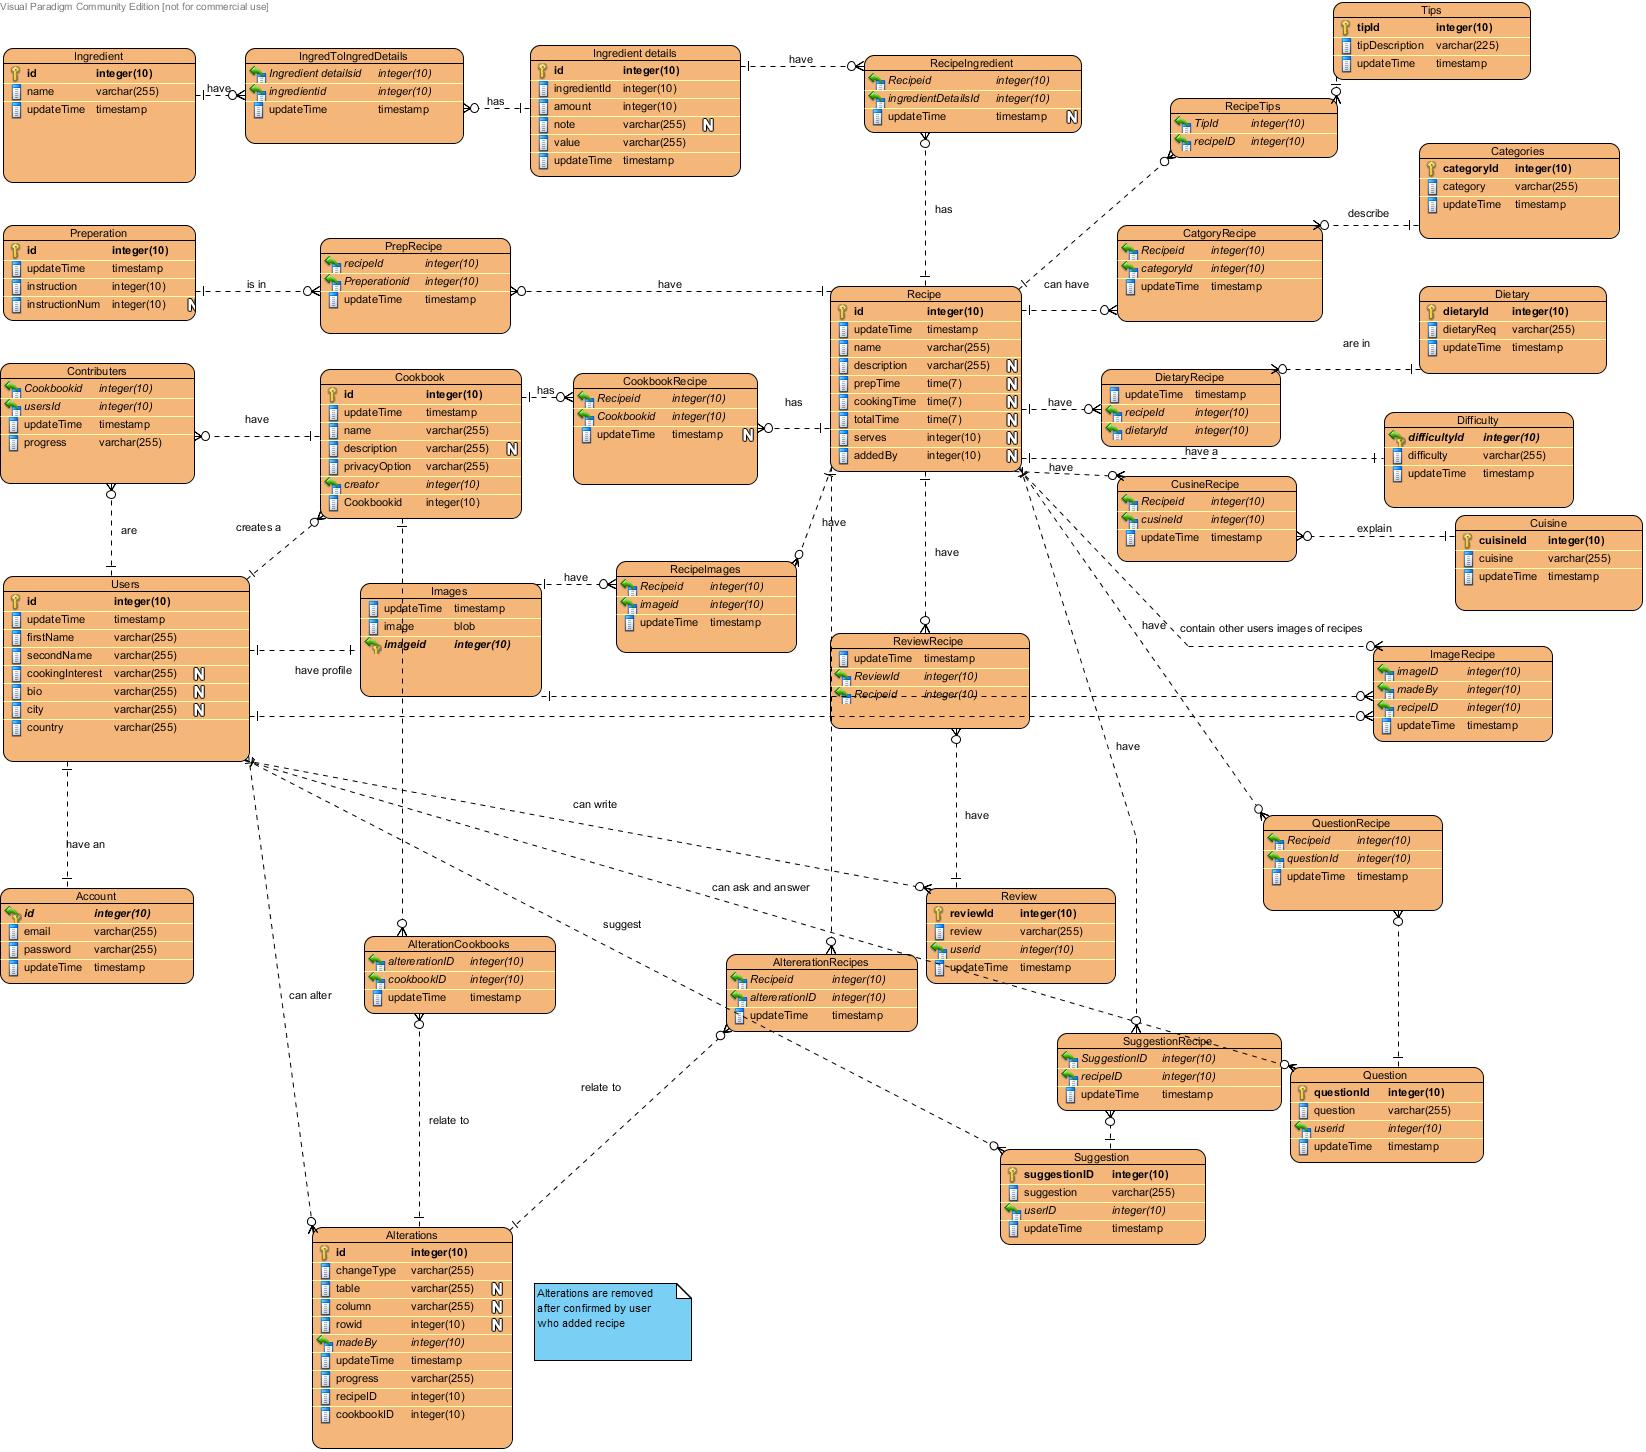 Visual Paradigm Community Edition [not for commercial use]
Tips
tipId integer(10)
tipDescription varchar(225)
updateTime timestamp
Ingredient
id integer(10)
name varchar(255)
updateTime timestamp
have
IngredToIngredDetails
Ingredient detailsid integer(10)
ingredientid integer(10)
updateTime timestamp
has
Ingredient details
id integer(10)
ingredientId integer(10)
amount integer(10)
note varchar(255) N
value varchar(255)
updateTime timestamp
have
RecipeIngredient
Recipeid integer(10)
ingredientDetailsId integer(10)
updateTime timestamp N
has
RecipeTips
TipId integer(10)
recipeID integer(10)
Categories
categoryId integer(10)
category varchar(255)
updateTime timestamp
describe
CatgoryRecipe
Recipeid integer(10)
categoryId integer(10)
updateTime timestamp
can have
Preperation
id integer(10)
updateTime timestamp
instruction integer(10)
instructionNum integer(10) N
is in
PrepRecipe
recipeId integer(10)
Preperationid integer(10)
updateTime timestamp
have
Recipe
id integer(10)
updateTime timestamp
name varchar(255)
description varchar(255) N
prepTime time(7) N
cookingTime time(7) N
totalTime time(7) N
serves integer(10) N
addedBy integer(10) N
Dietary
dietaryId integer(10)
dietaryReq varchar(255)
updateTime timestamp
are in
DietaryRecipe
updateTime timestamp
recipeId integer(10)
dietaryId integer(10)
have
have a
Difficulty
difficultyId integer(10)
difficulty varchar(255)
updateTime timestamp
Contributers
Cookbookid integer(10)
usersId integer(10)
updateTime timestamp
progress varchar(255)
have
Cookbook
id integer(10)
updateTime timestamp
name varchar(255)
description varchar(255) N
privacyOption varchar(255)
creator integer(10)
Cookbookid integer(10)
has
CookbookRecipe
Recipeid integer(10)
Cookbookid integer(10)
updateTime timestamp N
has
have
CusineRecipe
Recipeid integer(10)
cusineId integer(10)
updateTime timestamp
explain
Cuisine
cuisineId integer(10)
cuisine varchar(255)
updateTime timestamp
are
creates a
have
have
Users
id integer(10)
updateTime timestamp
firstName varchar(255)
secondName varchar(255)
cookingInterest varchar(255) N
bio varchar(255) N
city varchar(255) N
country varchar(255)
have profile
Images
updateTime timestamp
image blob
imageid integer(10)
have
RecipeImages
Recipeid integer(10)
imageid integer(10)
updateTime timestamp
ReviewRecipe
updateTime timestamp
ReviewId integer(10)
Recipeid integer(10)
have
contain other users images of recipes
ImageRecipe
imageID integer(10)
madeBy integer(10)
recipeID integer(10)
updateTime timestamp
have
can write
have
QuestionRecipe
Recipeid integer(10)
questionId integer(10)
updateTime timestamp
have an
can ask and answer
suggest
Account
id integer(10)
email varchar(255)
password varchar(255)
updateTime timestamp
Review
reviewId integer(10)
review varchar(255)
userid integer(10)
updateTime timestamp
AlterationCookbooks
altererationID integer(10)
cookbookID integer(10)
updateTime timestamp
AltererationRecipes
Recipeid integer(10)
altererationID integer(10)
updateTime timestamp
can alter
SuggestionRecipe
SuggestionID integer(10)
recipeID integer(10)
updateTime timestamp
Question
questionId integer(10)
question varchar(255)
userid integer(10)
updateTime timestamp
relate to
relate to
Suggestion
suggestionID integer(10)
suggestion varchar(255)
userID integer(10)
updateTime timestamp
Alterations
id integer(10)
changeType varchar(255)
table varchar(255) N
column varchar(255) N
rowid integer(10) N
madeBy integer(10)
updateTime timestamp
progress varchar(255)
recipeID integer(10)
cookbookID integer(10)
Alterations are removed
after confirmed by user
who added recipe